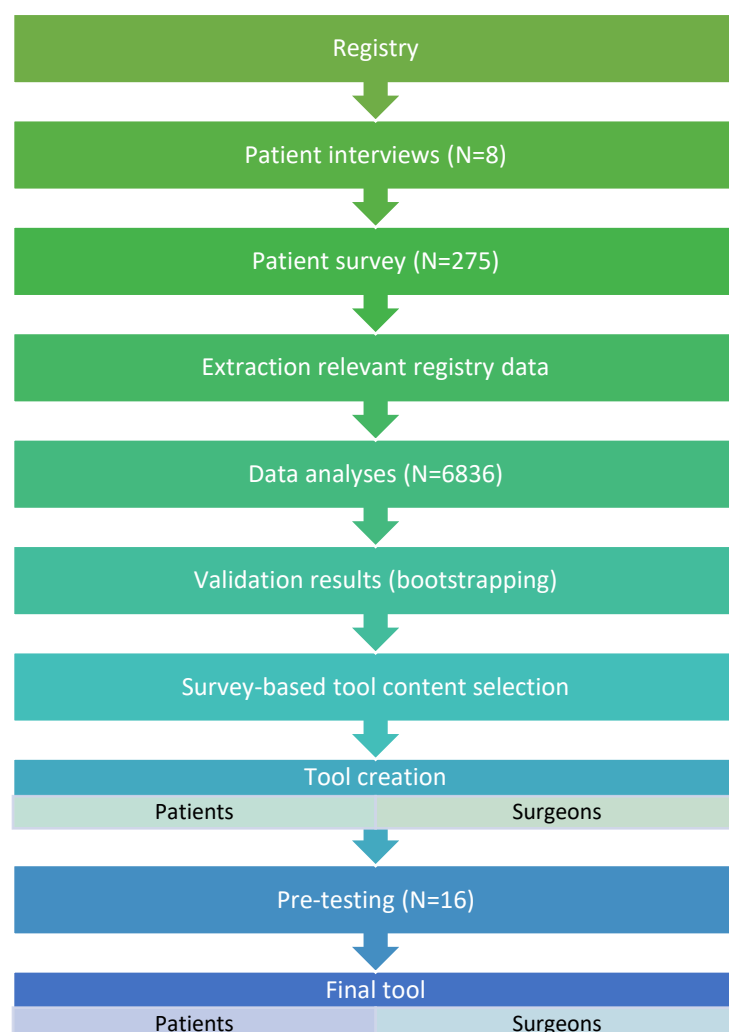 Registry
Patient interviews (N=8)
Patient survey (N=275)
Extraction relevant registry data
Data analyses (N=6836)
Validation results (bootstrapping)
Survey-based tool content selection
Tool creation
Patients Surgeons
Pre-testing (N=16)
Final tool
Patients Surgeons